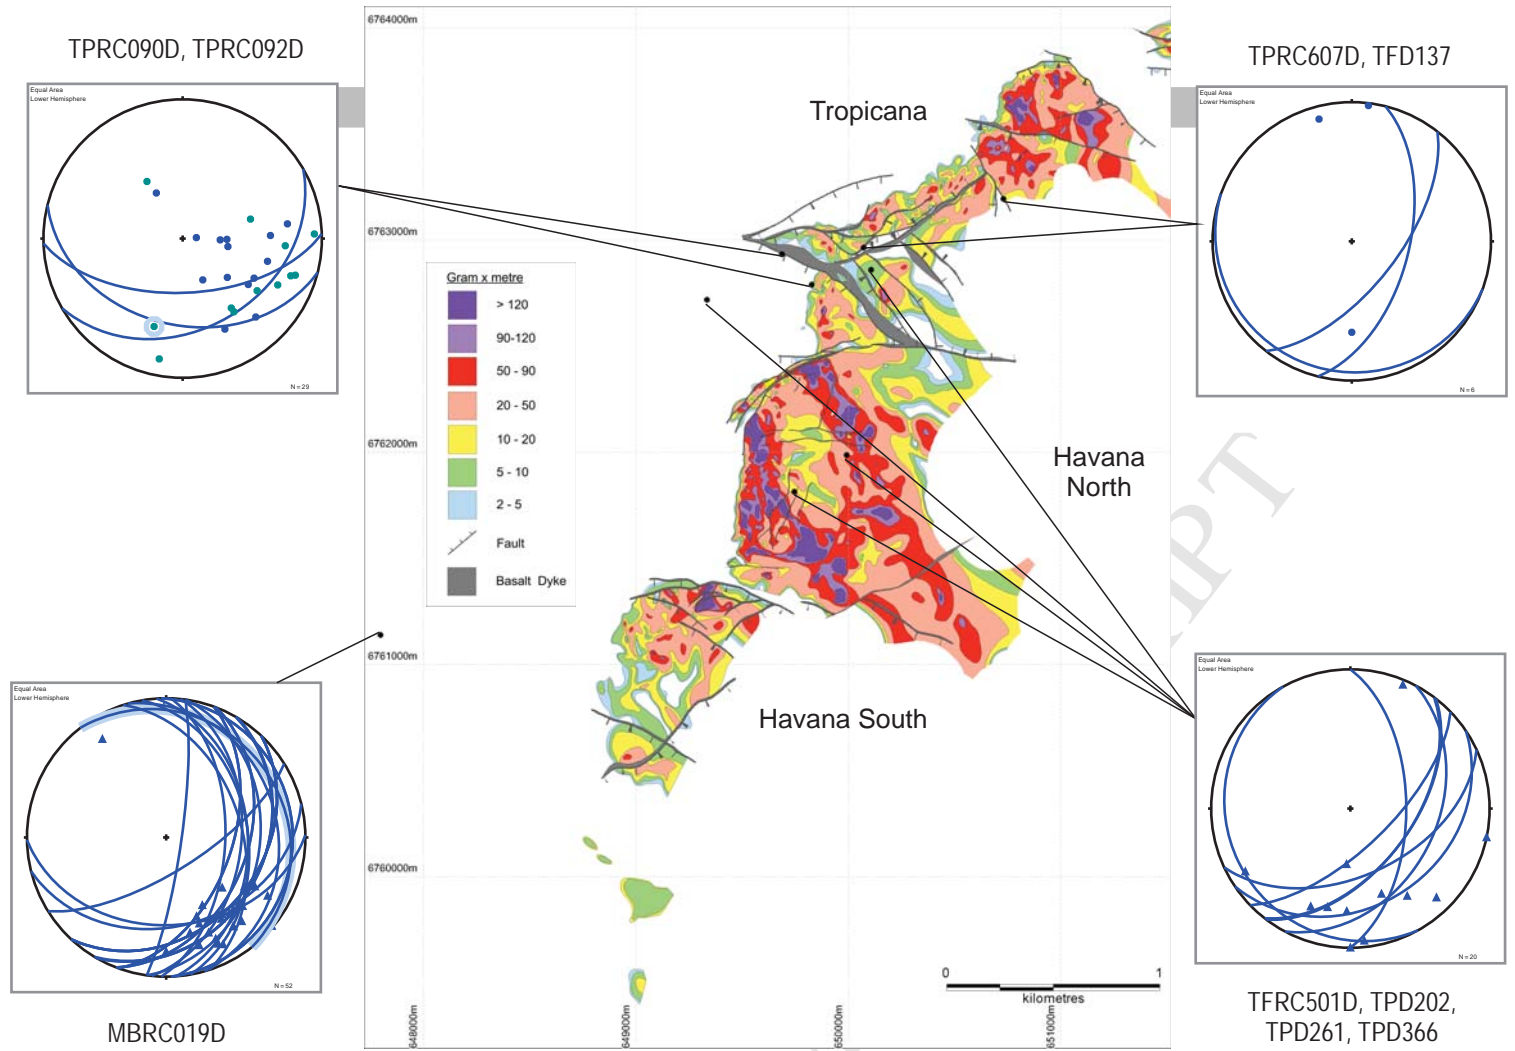 TPRC090D, TPRC092D
Equal Area
Lower Hemisphere
N = 29
TPRC607D, TFD137
Equal Area
Lower Hemisphere
N = 6
6764000m
6763000m
6762000m
6761000m
6760000m
648000m
649000m
650000m
651000m
Tropicana
Havana
North
Havana South
Gram x metre
> 120
90-120
50 - 90
20 - 50
10 - 20
5 - 10
2 - 5
Fault
Basalt Dyke
0 1
kilometres
Equal Area
Lower Hemisphere
N = 52
MBRC019D
Equal Area
Lower Hemisphere
N = 20
TFRC501D, TPD202,
TPD261, TPD366